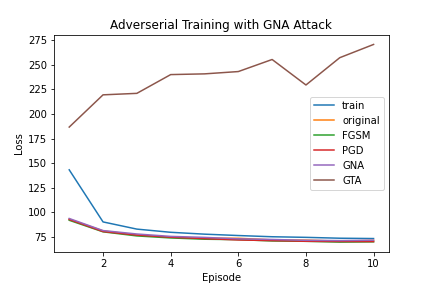 Adverserial Training with GNA Attack
275
250
225
200
175
150
125
100
75
Loss
train
original
FGSM
PGD
GNA
GTA
2 4 6 8 10
Episode